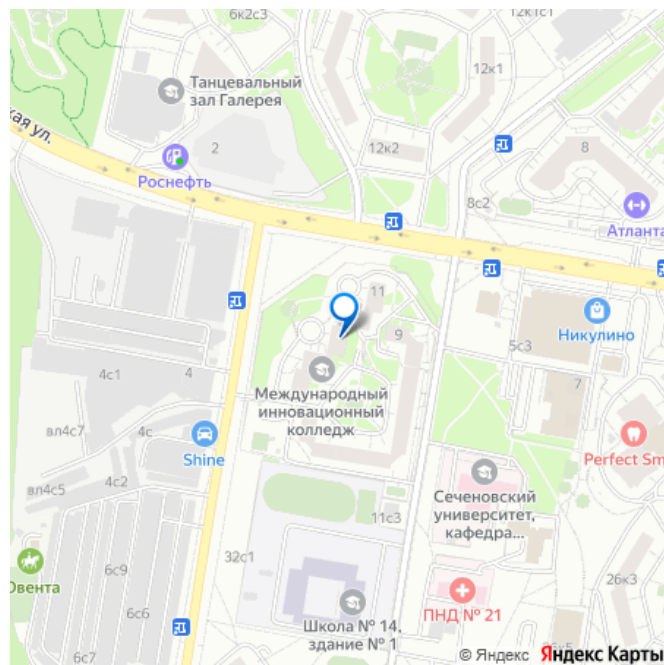 6к2с3
12к1с1
Танцевальный
зал Галерея
12к1
кая ул.
2
12к2
8
Роснефть
8с2
Атланта
11
9
Никулино
5с3
4с1
4
7
Международный
инновационный
колледж
вл4с7
4с
Shine
Perfect Sm
4с2
вл4с5
Сеченовский
университет,
кафедра...
11с3
32с1
Овента
6с9
26к3
6с6
ПНД № 21
Школа № 14,
здание № 1
6с7
© Яндекс Яндекс Карты